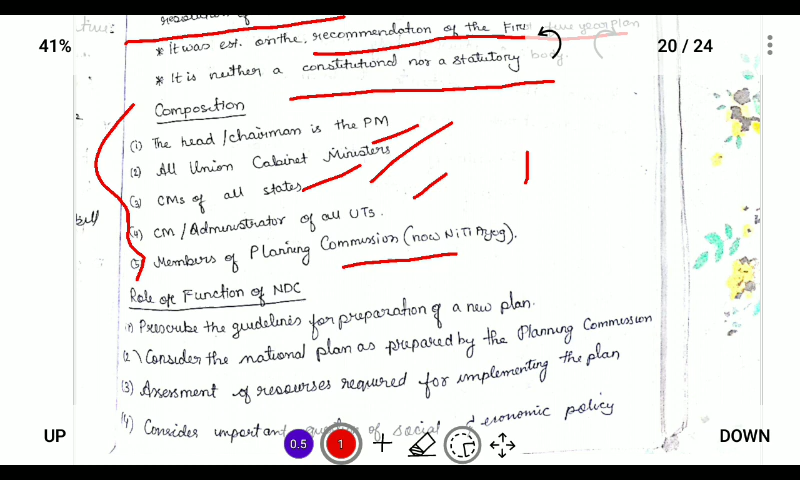 resolution of
41%
* It was est. on the, recommendation of the First five year plan
20 / 24
* It is neither a constitutional nor a statutory body.
Composition
(1) The head/chairman is the PM
(2) All Union Cabinet Ministers
(3) CMs of all states
(4) CM/Administrator of all UTs.
(5) Members of Planning Commission (now NITI Ayog).
Role or Function of NDC
(1) Prescribe the guidelines for preparation of a new plan.
(2) Consider the national plan as prepared by the Planning Commission
(3) Assessment of resourses required for implementing the plan
(4) Consider important of social economic policy
UP
DOWN
0.5
1